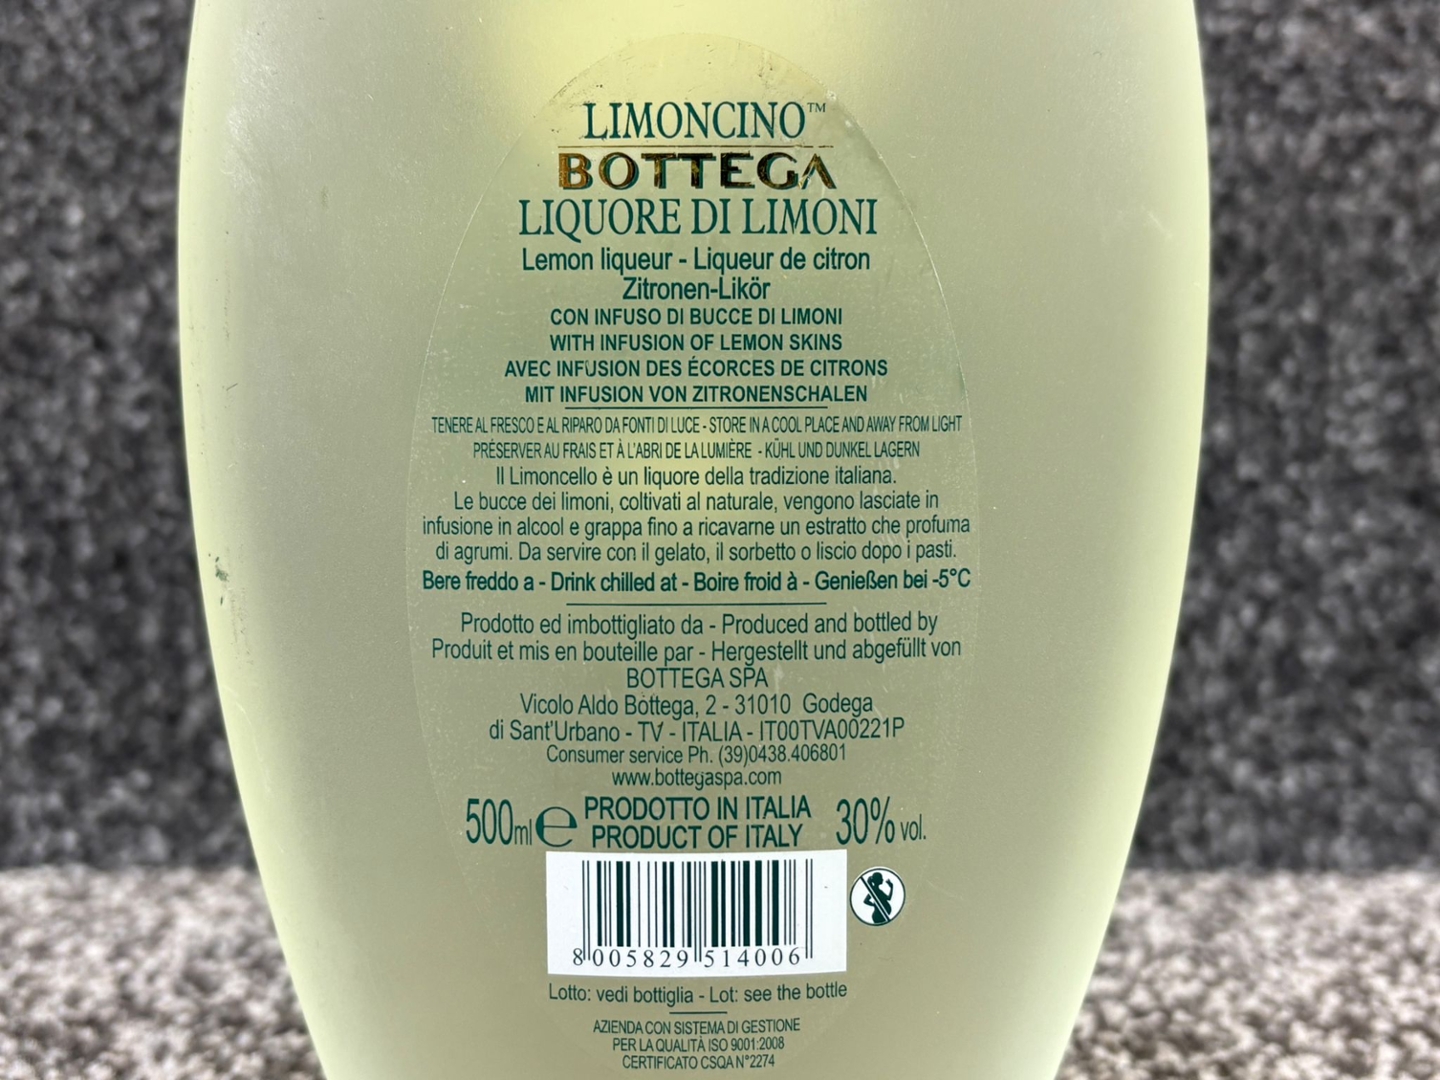 LIMONCINO™
BOTTEGA
LIQUORE DI LIMONI
Lemon liqueur - Liqueur de citron
Zitronen-Likör
CON INFUSO DI BUCCE DI LIMONI
WITH INFUSION OF LEMON SKINS
AVEC INFUSION DES ÉCORCES DE CITRONS
MIT INFUSION VON ZITRONENSCHALEN
TENERE AL FRESCO E AL RIPARO DA FONTI DI LUCE - STORE IN A COOL PLACE AND AWAY FROM LIGHT
PRÉSERVER AU FRAIS ET À L'ABRI DE LA LUMIÈRE - KÜHL UND DUNKEL LAGERN
Il Limoncello è un liquore della tradizione italiana.
Le bucce dei limoni, coltivati al naturale, vengono lasciate in
infusione in alcool e grappa fino a ricavarne un estratto che profuma
di agrumi. Da servire con il gelato, il sorbetto o liscio dopo i pasti.
Bere freddo a - Drink chilled at - Boire froid à - Genießen bei -5°C
Prodotto ed imbottigliato da - Produced and bottled by
Produit et mis en bouteille par - Hergestellt und abgefüllt von
BOTTEGA SPA
Vicolo Aldo Bottega, 2 - 31010 Godega
di Sant'Urbano - TV - ITALIA - IT00TVA00221P
Consumer service Ph. (39)0438.406801
www.bottegaspa.com
500ml e PRODOTTO IN ITALIA
PRODUCT OF ITALY 30% vol.
8 005829 514006
Lotto: vedi bottiglia - Lot: see the bottle
AZIENDA CON SISTEMA DI GESTIONE
PER LA QUALITÀ ISO 9001:2008
CERTIFICATO CSQA N°2274